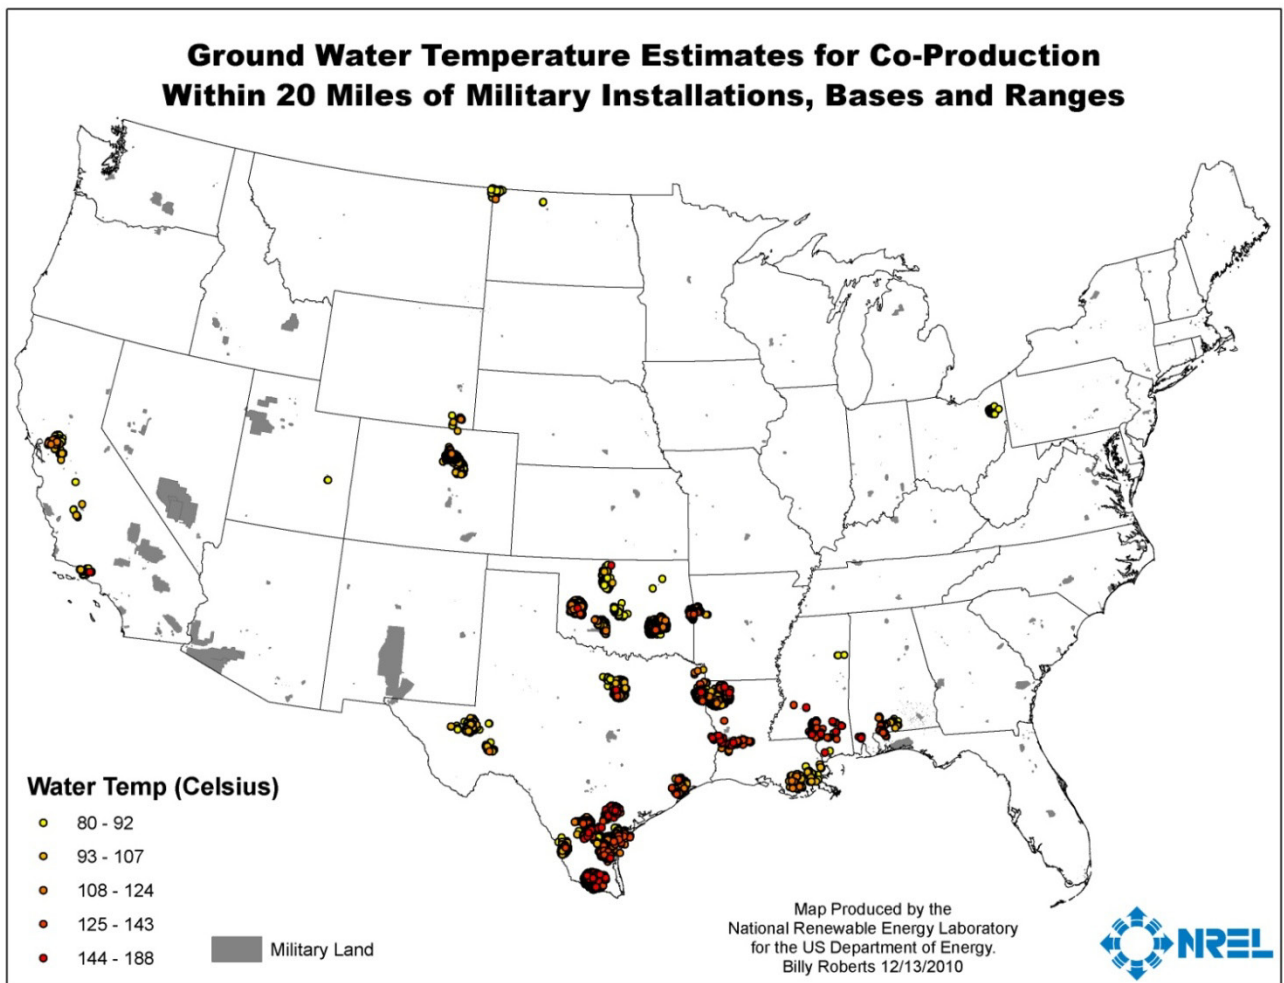 Ground Water Temperature Estimates for Co-Production
Within 20 Miles of Military Installations, Bases and Ranges
Water Temp (Celsius)
80 - 92
93 - 107
108 - 124
125 - 143
144 - 188
Military Land
Map Produced by the
National Renewable Energy Laboratory
for the US Department of Energy.
Billy Roberts 12/13/2010
NREL